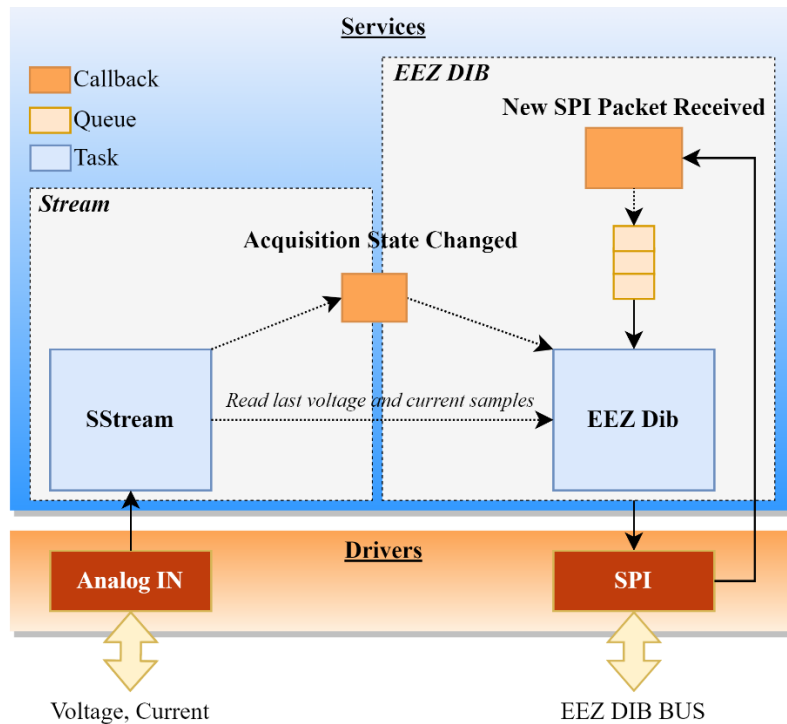 Services
Callback
Queue
Task
EEZ DIB
New SPI Packet Received
Stream
Acquisition State Changed
SStream
Read last voltage and current samples
EEZ Dib
Drivers
Analog IN
SPI
Voltage, Current
EEZ DIB BUS